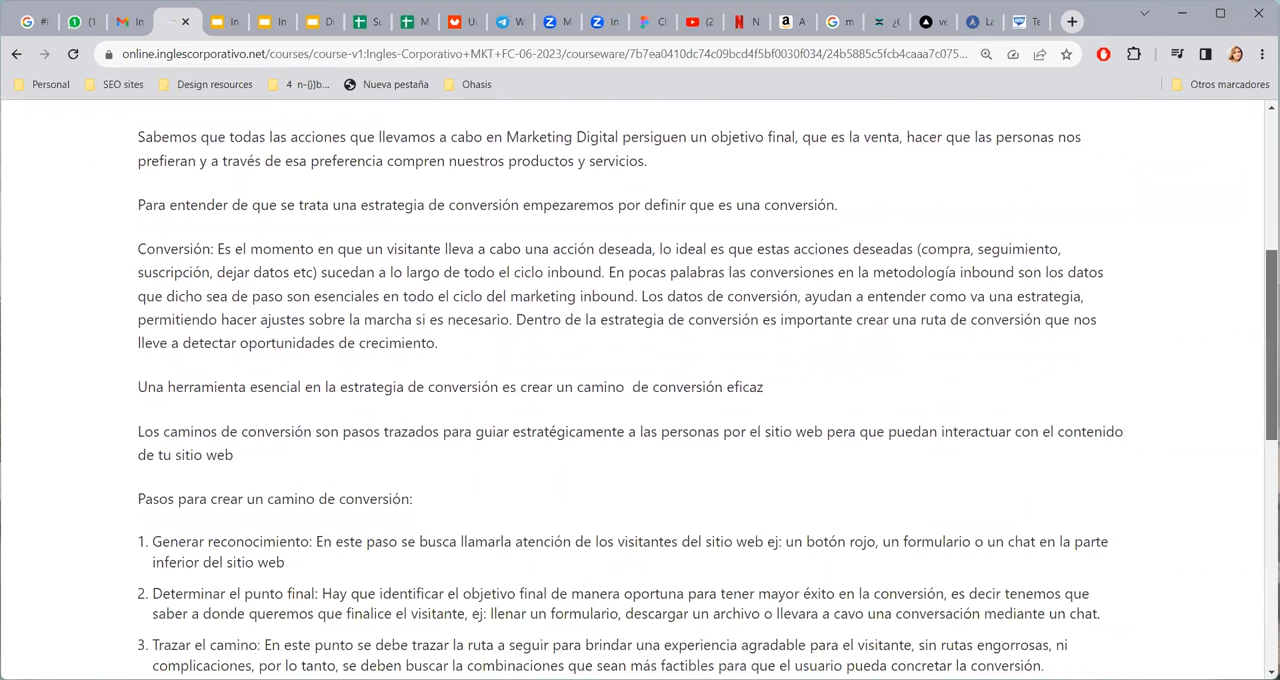 #I
(1
In
In
In
D
Su
M
U
W
M
In
Cl
(2
N
A
m
¿C
ve
La
Te
online.inglescorporativo.net/courses/course-v1:Ingles-Corporativo+MKT+FC-06-2023/courseware/7b7ea0410dc74c09bcd4f5bf0030f034/24b5885c5fcb4caaa7c075...
Personal
SEO sites
Design resources
4 n-{}}b...
Nueva pestaña
Ohasis
Otros marcadores
Sabemos que todas las acciones que llevamos a cabo en Marketing Digital persiguen un objetivo final, que es la venta, hacer que las personas nos
prefieran y a través de esa preferencia compren nuestros productos y servicios.
Para entender de que se trata una estrategia de conversión empezaremos por definir que es una conversión.
Conversión: Es el momento en que un visitante lleva a cabo una acción deseada, lo ideal es que estas acciones deseadas (compra, seguimiento,
suscripción, dejar datos etc) sucedan a lo largo de todo el ciclo inbound. En pocas palabras las conversiones en la metodología inbound son los datos
que dicho sea de paso son esenciales en todo el ciclo del marketing inbound. Los datos de conversión, ayudan a entender como va una estrategia,
permitiendo hacer ajustes sobre la marcha si es necesario. Dentro de la estrategia de conversión es importante crear una ruta de conversión que nos
lleve a detectar oportunidades de crecimiento.
Una herramienta esencial en la estrategia de conversión es crear un camino  de conversión eficaz
Los caminos de conversión son pasos trazados para guiar estratégicamente a las personas por el sitio web pera que puedan interactuar con el contenido
de tu sitio web
Pasos para crear un camino de conversión:
1. Generar reconocimiento: En este paso se busca llamarla atención de los visitantes del sitio web ej: un botón rojo, un formulario o un chat en la parte
inferior del sitio web
2. Determinar el punto final: Hay que identificar el objetivo final de manera oportuna para tener mayor éxito en la conversión, es decir tenemos que
saber a donde queremos que finalice el visitante, ej: llenar un formulario, descargar un archivo o llevara a cavo una conversación mediante un chat.
3. Trazar el camino: En este punto se debe trazar la ruta a seguir para brindar una experiencia agradable para el visitante, sin rutas engorrosas, ni
complicaciones, por lo tanto, se deben buscar la combinaciones que sean más factibles para que el usuario pueda concretar la conversión.